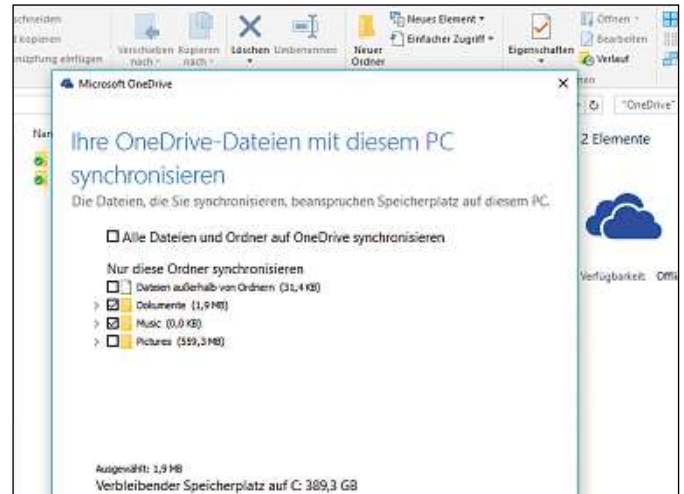 schneiden
kopieren
knüpfung einfügen
Verschieben Kopieren Löschen Umbenennen
nach nach
Neuer
Ordner
Neues Element
Einfacher Zugriff
Eigenschaften
Öffnen
Bearbeiten
Verlauf
Microsoft OneDrive
"OneDrive"
Nam
2 Elemente
Ihre OneDrive-Dateien mit diesem PC
synchronisieren
Die Dateien, die Sie synchronisieren, beanspruchen Speicherplatz auf diesem PC.
Alle Dateien und Ordner auf OneDrive synchronisieren
Nur diese Ordner synchronisieren
Dateien außerhalb von Ordnern (31,4 KB)
Dokumente (1,9 MB)
Music (0,0 KB)
Pictures (559,3 MB)
Verfügbarkeit: Offli
Ausgewählt: 1,9 MB
Verbleibender Speicherplatz auf C: 389,3 GB